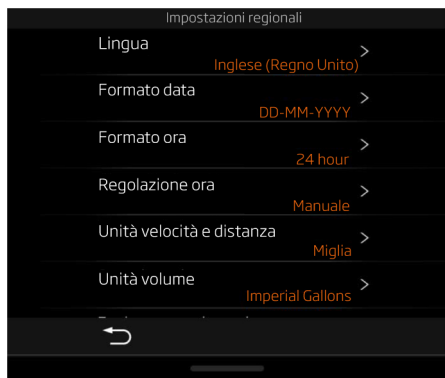 Impostazioni regionali
Lingua
Inglese (Regno Unito)
Formato data
DD-MM-YYYY
Formato ora
24 hour
Regolazione ora
Manuale
Unità velocità e distanza
Miglia
Unità volume
Imperial Gallons